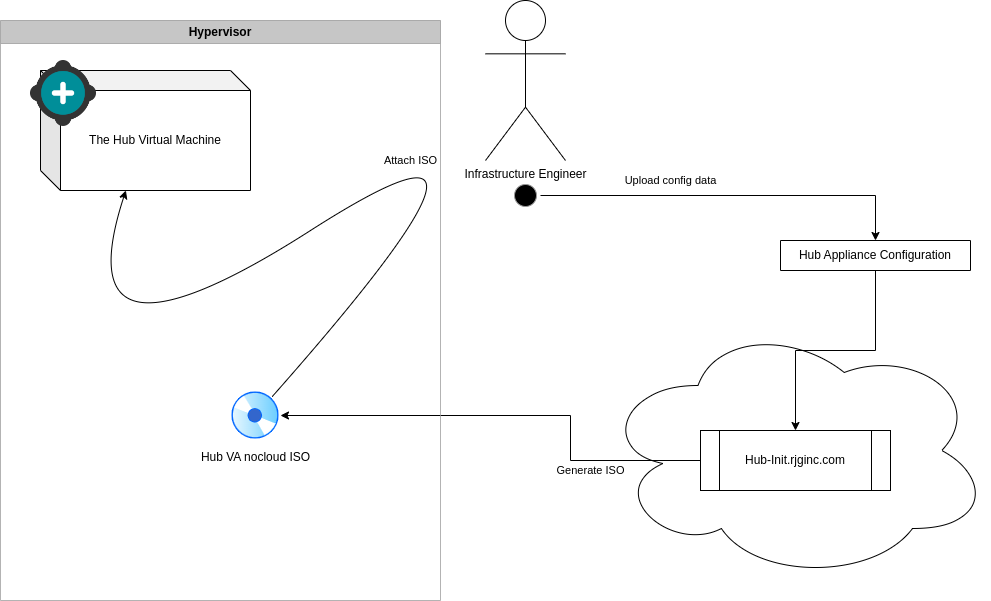 Hypervisor
The Hub Virtual Machine
Attach ISO
Infrastructure Engineer
Upload config data
Hub Appliance Configuration
Hub-Init.rjginc.com
Generate ISO
Hub VA nocloud ISO